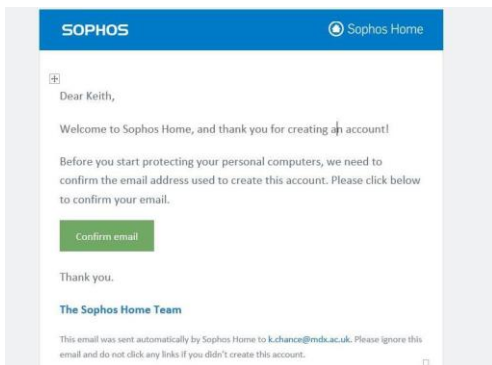 SOPHOS
Sophos Home
Dear Keith,
Welcome to Sophos Home, and thank you for creating an account!
Before you start protecting your personal computers, we need to
confirm the email address used to create this account. Please click below
to confirm your email.
Confirm email
Thank you.
The Sophos Home Team
This email was sent automatically by Sophos Home to k.chance@mdx.ac.uk. Please ignore this
email and do not click any links if you didn't create this account.